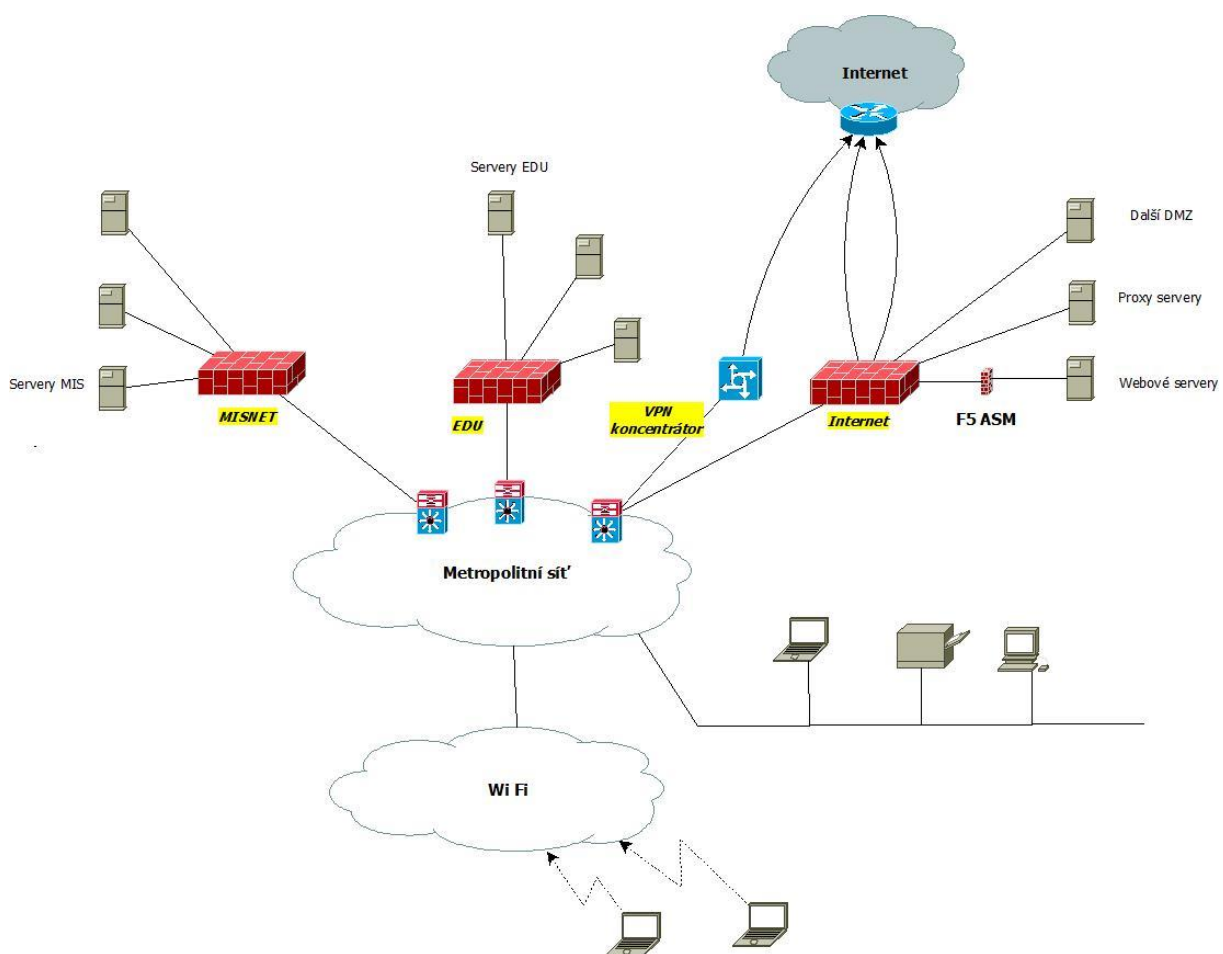 Internet
Servery EDU
Další DMZ
Proxy servery
Servery MIS
Webové servery
MISNET
EDU
VPN
koncentrátor
Internet
F5 ASM
Metropolitní síť
Wi Fi